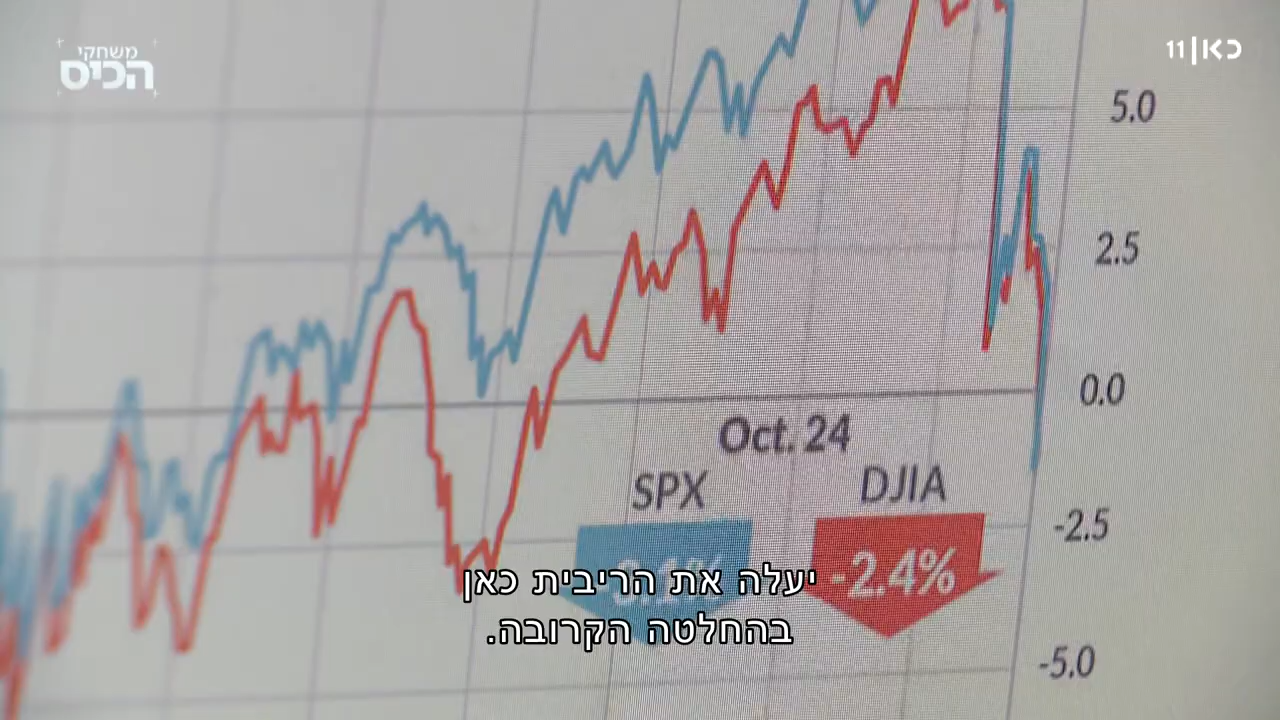 משחקי
הכיס
כאן|11
5.0
2.5
0.0
Oct. 24
SPX
DJIA
-2.5
-2.4%
יעלה את הריבית כאן
בהחלטה הקרובה.
-5.0